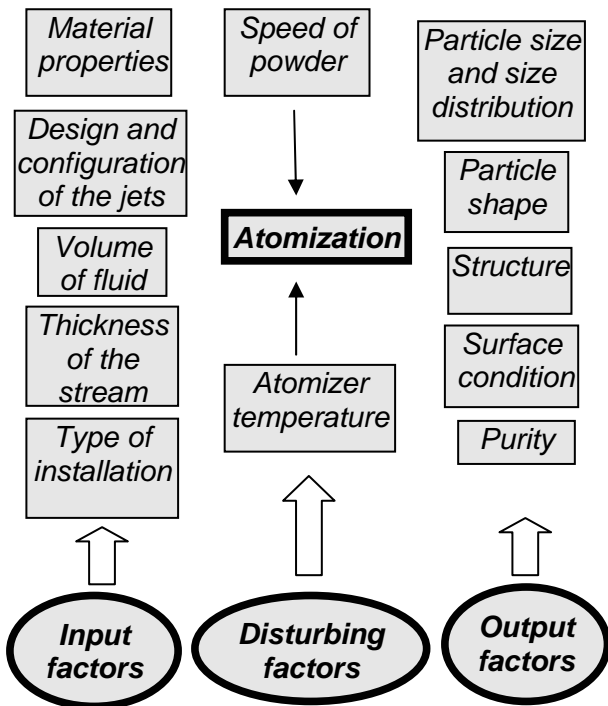 Material
properties
Design and
configuration
of the jets
Volume
of fluid
Thickness
of the
stream
Type of
installation
Input
factors
Speed of
powder
Atomization
Atomizer
temperature
Disturbing
factors
Particle size
and size
distribution
Particle
shape
Structure
Surface
condition
Purity
Output
factors